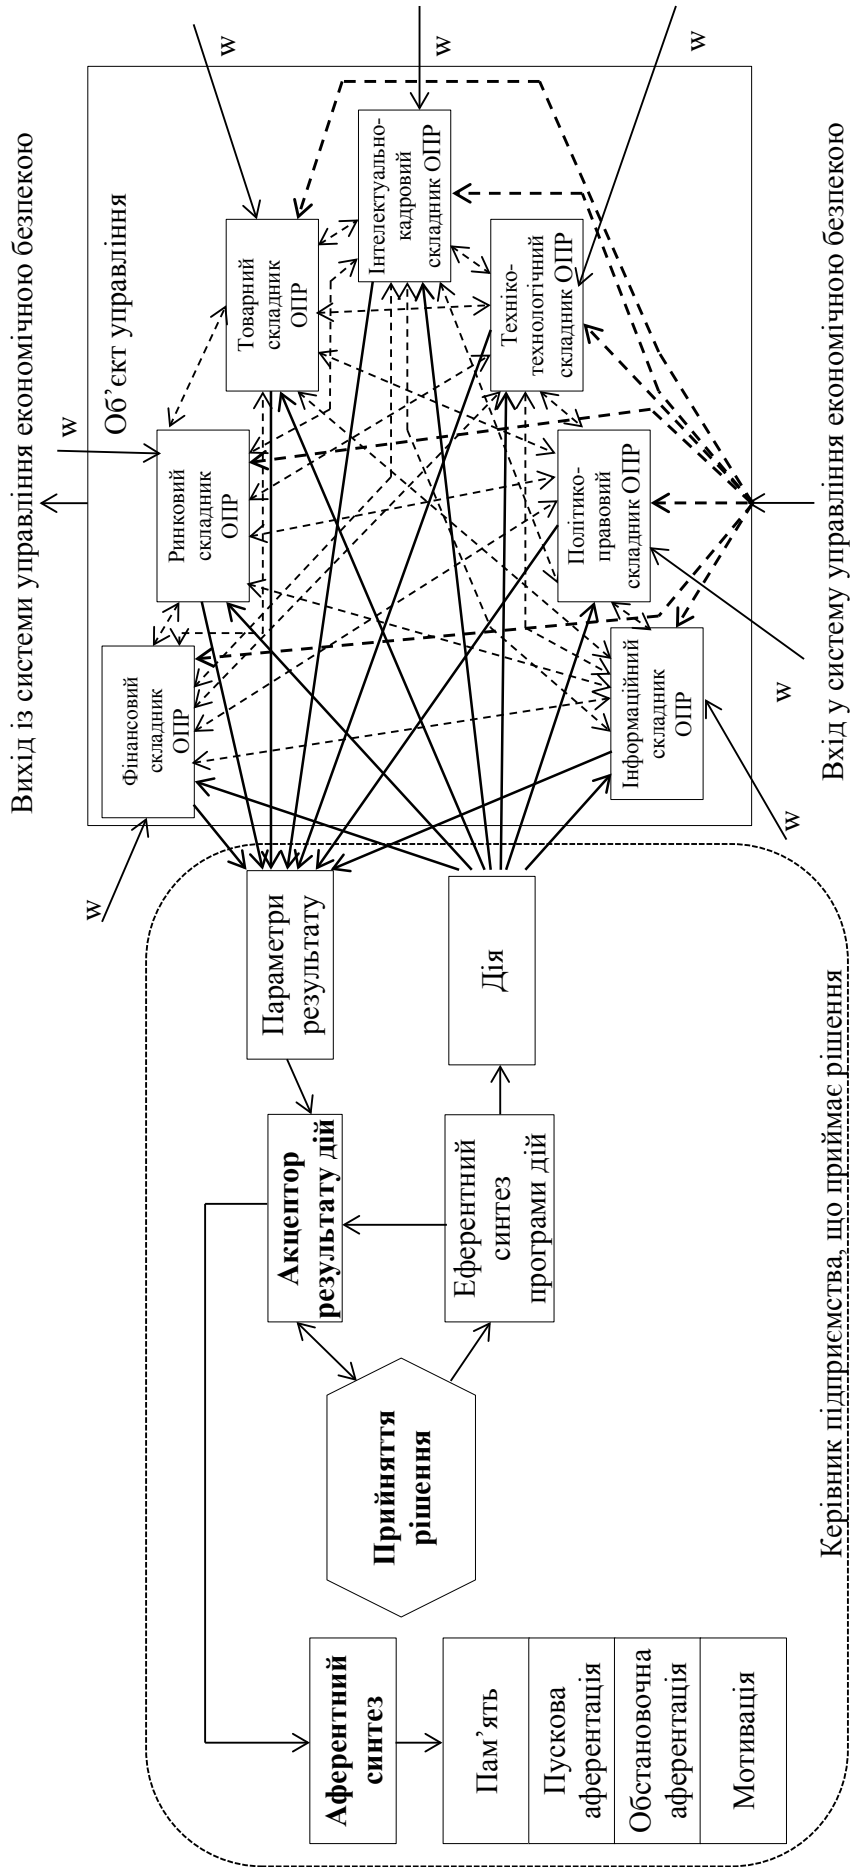 Вихід із системи управління економічною безпекою
Об’єкт управління
w
w
w
w
w
w
w
Фінансовий
складник
ОПР
Ринковий
складник
ОПР
Товарний
складник
ОПР
Інтелектуально-
кадровий
складник ОПР
Техніко-
технологічний
складник ОПР
Політико-
правовий
складник ОПР
Інформаційний
складник
ОПР
Вхід у систему управління економічною безпекою
Аферентний
синтез
Пам’ять
Пускова
аферентація
Обстановочна
аферентація
Мотивація
Прийняття
рішення
Акцептор
результату дій
Еферентний
синтез
програми дій
Параметри
результату
Дія
Керівник підприємства, що приймає рішення